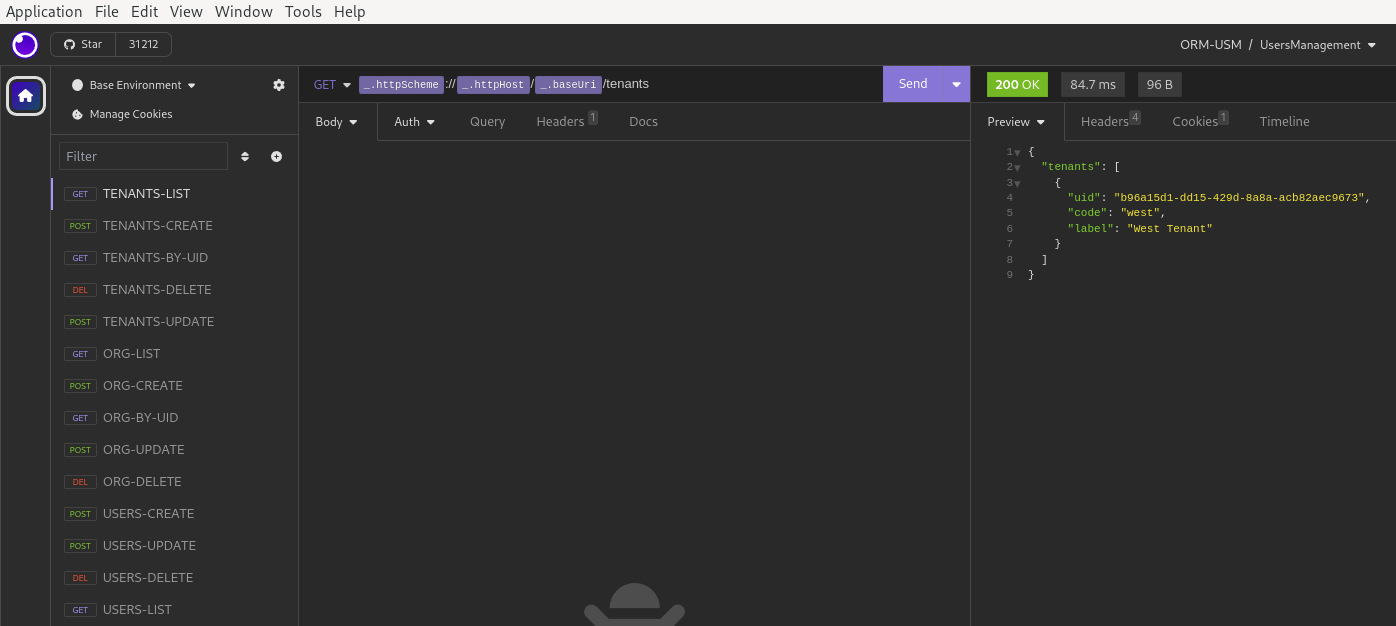 Application File Edit View Window Tools Help
Star 31212
ORM-USM / UsersManagement
Base Environment
Manage Cookies
Filter
GET TENANTS-LIST
POST TENANTS-CREATE
GET TENANTS-BY-UID
DEL TENANTS-DELETE
POST TENANTS-UPDATE
GET ORG-LIST
POST ORG-CREATE
GET ORG-BY-UID
POST ORG-UPDATE
DEL ORG-DELETE
POST USERS-CREATE
POST USERS-UPDATE
DEL USERS-DELETE
GET USERS-LIST
GET _.httpScheme://_.httpHost/_.baseUri/tenants Send
Body Auth Query Headers 1 Docs
200 OK 84.7 ms 96 B
Preview Headers 4 Cookies 1 Timeline
1 {
2 "tenants": [
3 {
4 "uid": "b96a15d1-dd15-429d-8a8a-acb82aec9673",
5 "code": "west",
6 "label": "West Tenant"
7 }
8 ]
9 }